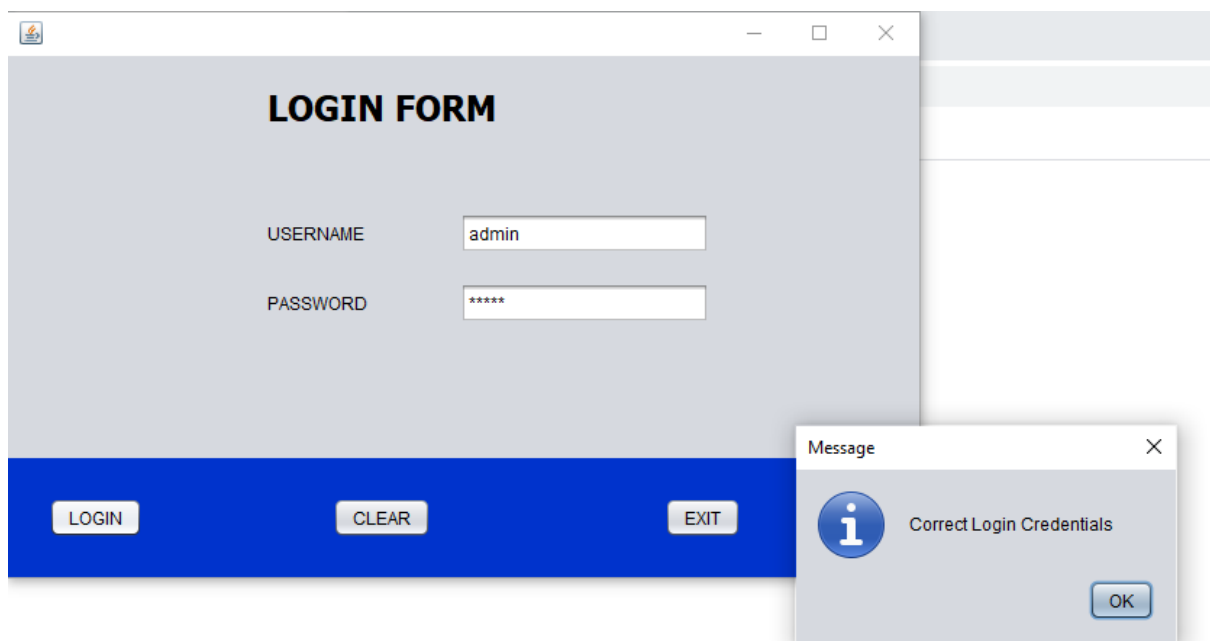 LOGIN FORM
USERNAME
admin
PASSWORD
*****
LOGIN
CLEAR
EXIT
Message
Correct Login Credentials
OK